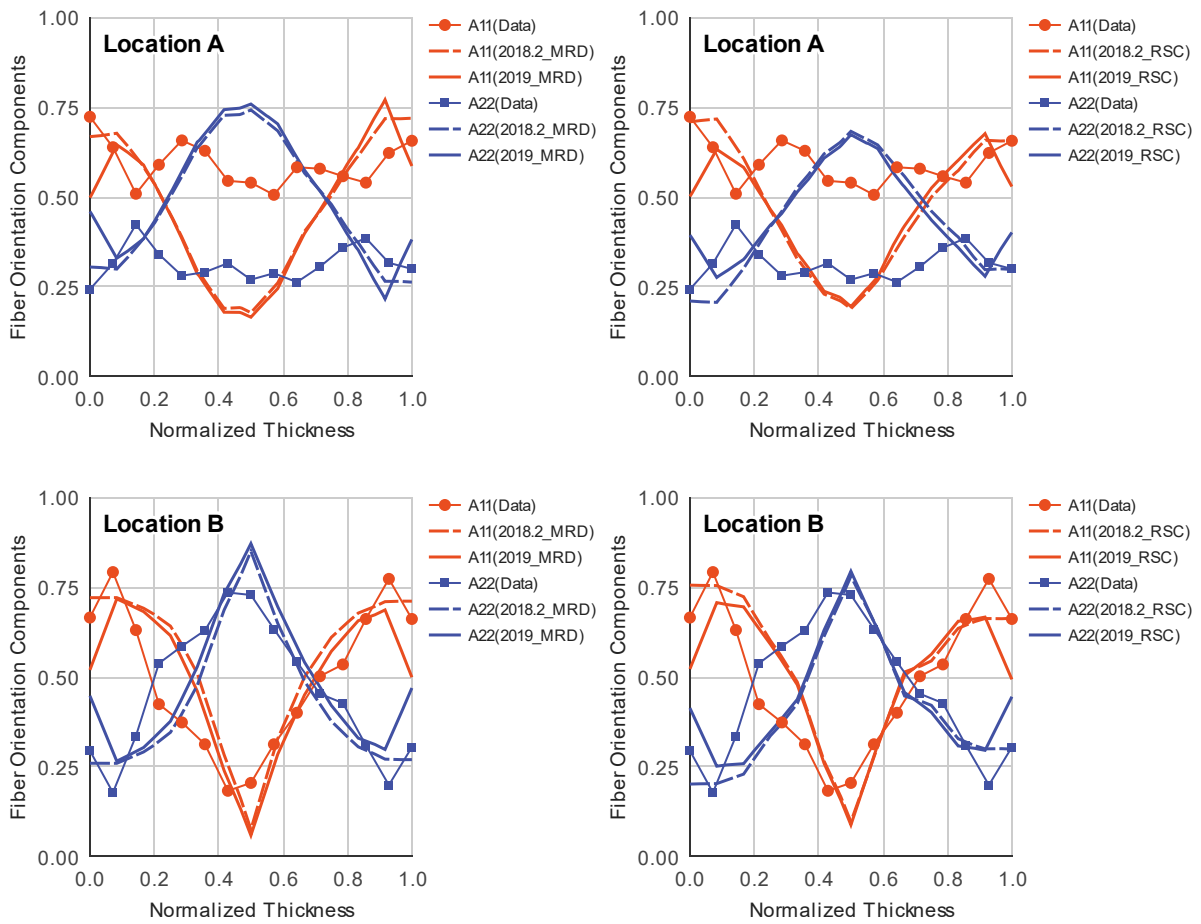 Location A
Fiber Orientation Components
1.00
0.75
0.50
0.25
0.00
0.0 0.2 0.4 0.6 0.8 1.0
Normalized Thickness
A11(Data)
A11(2018.2_MRD)
A11(2019_MRD)
A22(Data)
A22(2018.2_MRD)
A22(2019_MRD)
Location A
Fiber Orientation Components
1.00
0.75
0.50
0.25
0.00
0.0 0.2 0.4 0.6 0.8 1.0
Normalized Thickness
A11(Data)
A11(2018.2_RSC)
A11(2019_RSC)
A22(Data)
A22(2018.2_RSC)
A22(2019_RSC)
Location B
Fiber Orientation Components
1.00
0.75
0.50
0.25
0.00
0.0 0.2 0.4 0.6 0.8 1.0
Normalized Thickness
A11(Data)
A11(2018.2_MRD)
A11(2019_MRD)
A22(Data)
A22(2018.2_MRD)
A22(2019_MRD)
Location B
Fiber Orientation Components
1.00
0.75
0.50
0.25
0.00
0.0 0.2 0.4 0.6 0.8 1.0
Normalized Thickness
A11(Data)
A11(2018.2_RSC)
A11(2019_RSC)
A22(Data)
A22(2018.2_RSC)
A22(2019_RSC)